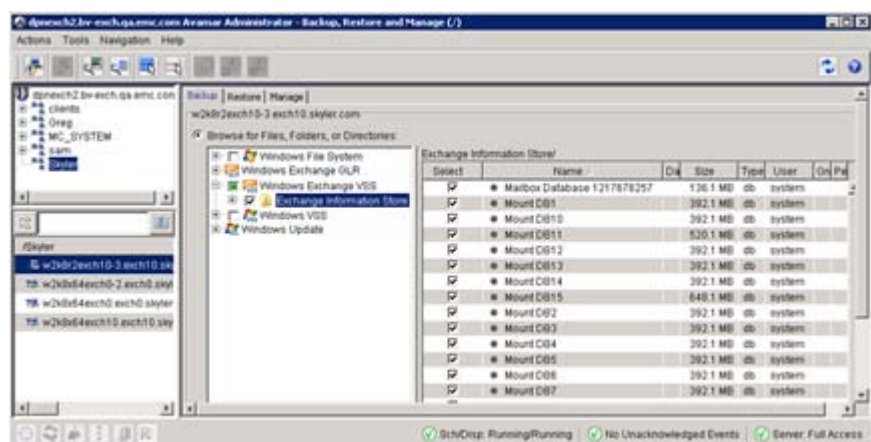 dpnexch2.bv-exch.qa.emc.com Avamar Administrator - Backup, Restore and Manage (/)
Actions Tools Navigation Help
dpnexch2.bv-exch.qa.emc.com
clients
Greg
MC_SYSTEM
sam
Skyler
/Skyler
w2k8r2exch10-3.exch10.sky
w2k8x64exch0-2.exch0.skyl
w2k8x64exch0.exch0.skyler
w2k8x64exch10.exch10.sky
Backup Restore Manage
w2k8r2exch10-3.exch10.skyler.com
Browse for Files, Folders, or Directories:
Windows File System
Windows Exchange GLR
Windows Exchange VSS
Exchange Information Store
Windows VSS
Windows Update
Exchange Information Store/
Select Name Da Size Type User Gr Pe
Mailbox Database 1217878257 136.1 MB db system
Mount DB1 392.1 MB db system
Mount DB10 392.1 MB db system
Mount DB11 520.1 MB db system
Mount DB12 392.1 MB db system
Mount DB13 392.1 MB db system
Mount DB14 392.1 MB db system
Mount DB15 648.1 MB db system
Mount DB2 392.1 MB db system
Mount DB3 392.1 MB db system
Mount DB4 392.1 MB db system
Mount DB5 392.1 MB db system
Mount DB6 392.1 MB db system
Mount DB7 392.1 MB db system
Sch/Disp: Running/Running No Unacknowledged Events Server: Full Access